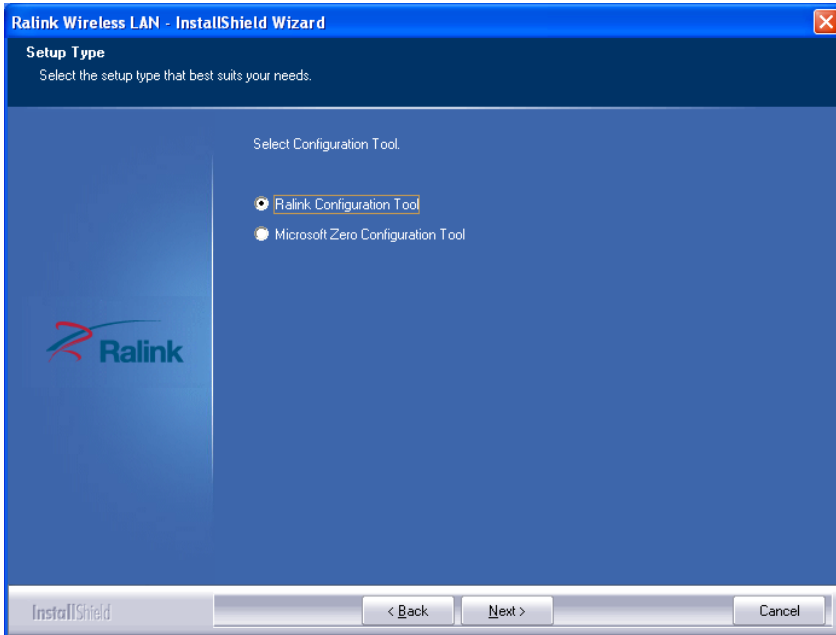 Ralink Wireless LAN - InstallShield Wizard
Setup Type
Select the setup type that best suits your needs.
Select Configuration Tool.
Ralink Configuration Tool
Microsoft Zero Configuration Tool
Ralink
InstallShield
< Back
Next >
Cancel